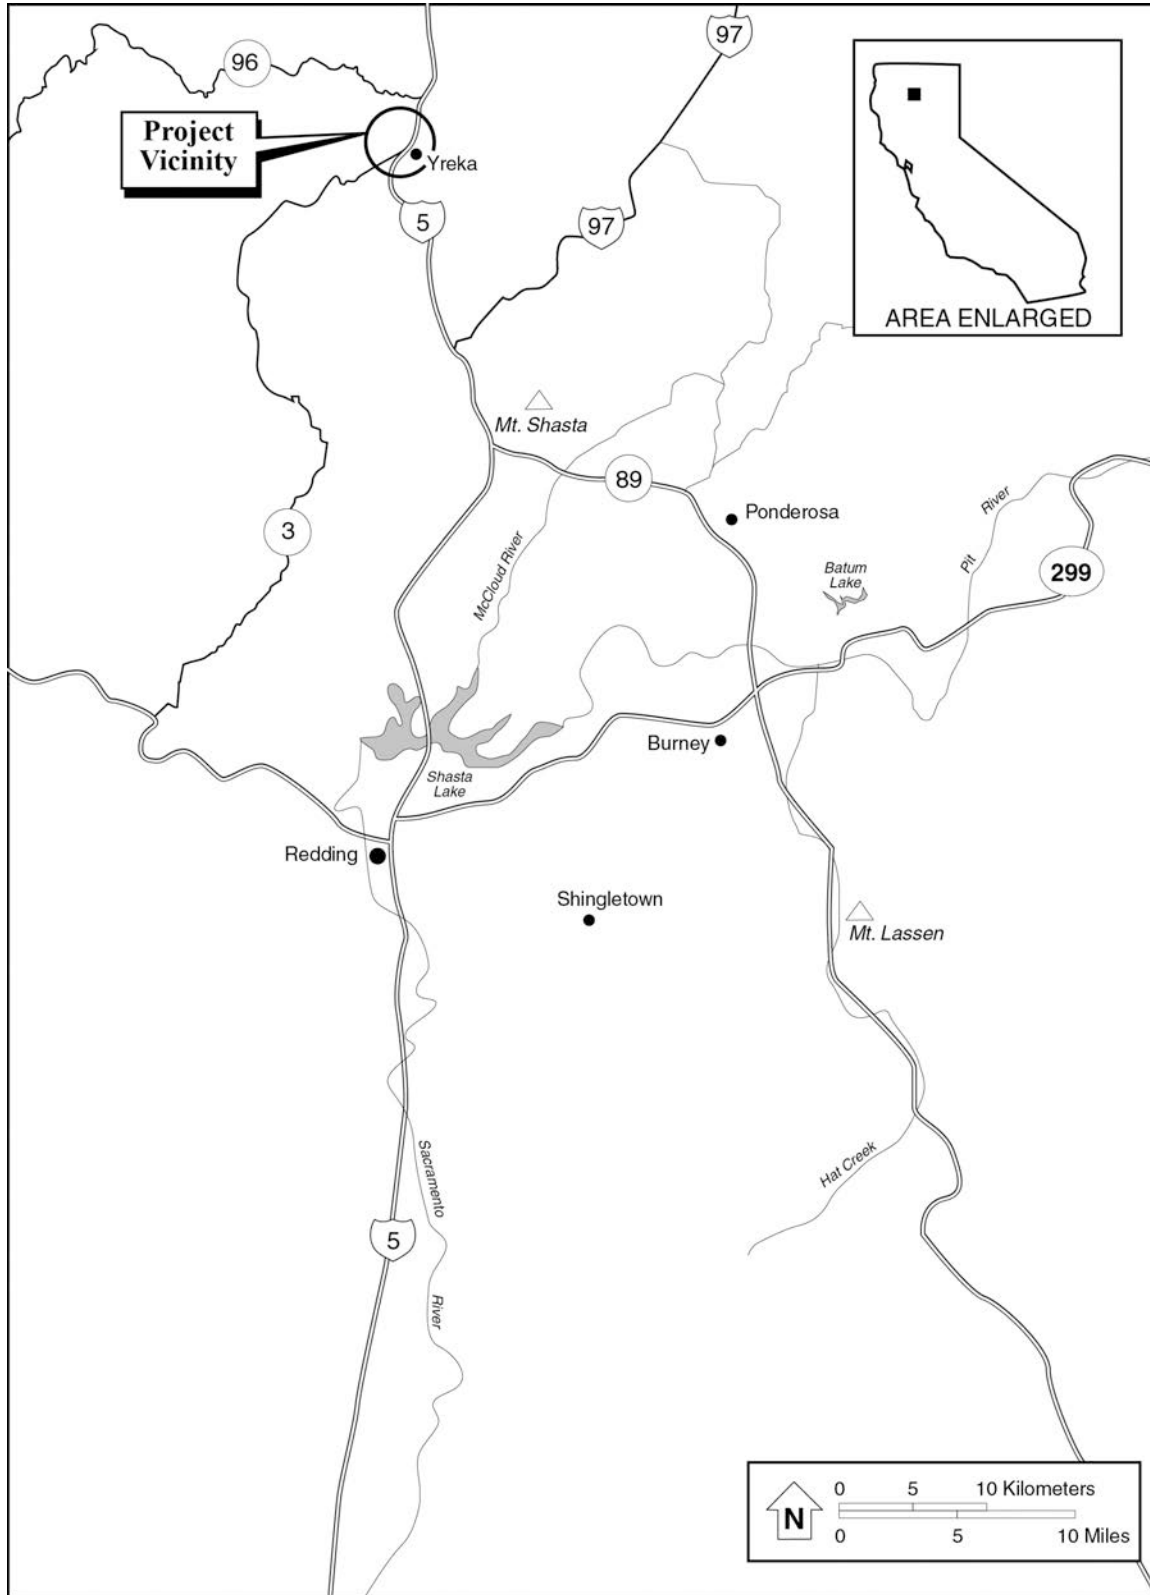 97
96
Project
Vicinity
Yreka
5
97
AREA ENLARGED
Mt. Shasta
89
Ponderosa
River
3
McCloud River
Pit
Batum
Lake
299
Burney
Shasta
Lake
Redding
Shingletown
Mt. Lassen
Sacramento
Hat Creek
5
River
0 5 10 Kilometers
N
0 5 10 Miles